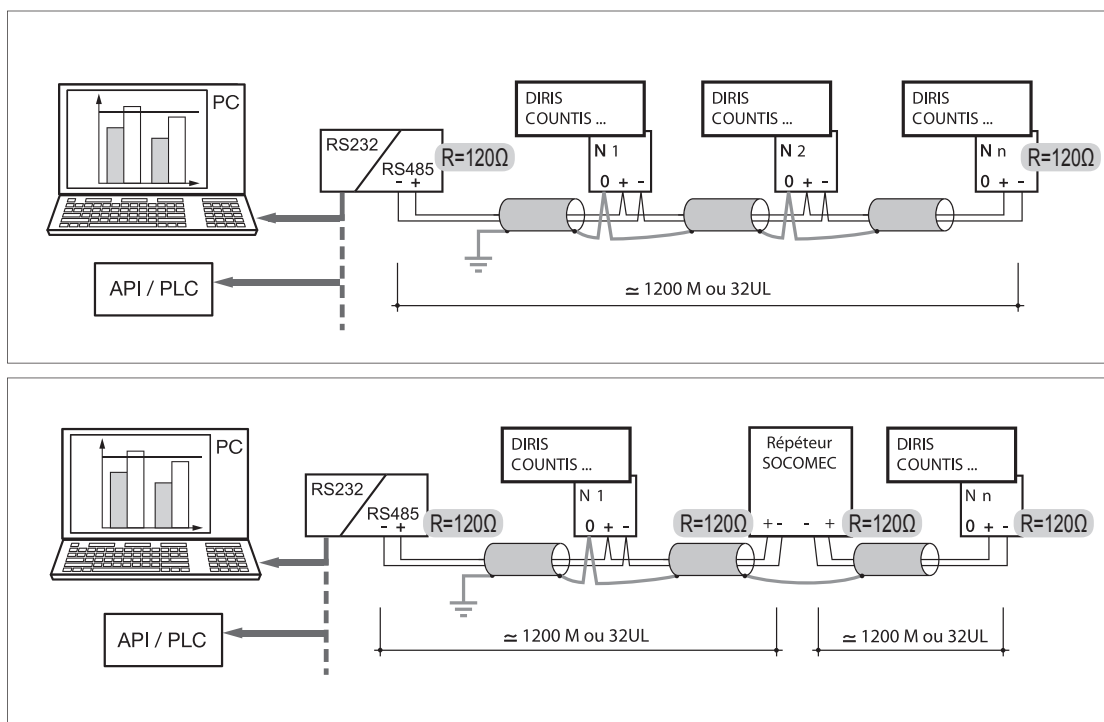 PC
RS232
RS485
- +
R=120Ω
DIRIS
COUNTIS ...
N 1
0 + -
DIRIS
COUNTIS ...
N 2
0 + -
DIRIS
COUNTIS ...
N n
0 + -
R=120Ω
API / PLC
≃ 1200 M ou 32UL
PC
RS232
RS485
- +
R=120Ω
DIRIS
COUNTIS ...
N 1
0 + -
R=120Ω
Répéteur
SOCOMEC
+ - - +
R=120Ω
DIRIS
COUNTIS ...
N n
0 + -
R=120Ω
API / PLC
≃ 1200 M ou 32UL
≃ 1200 M ou 32UL